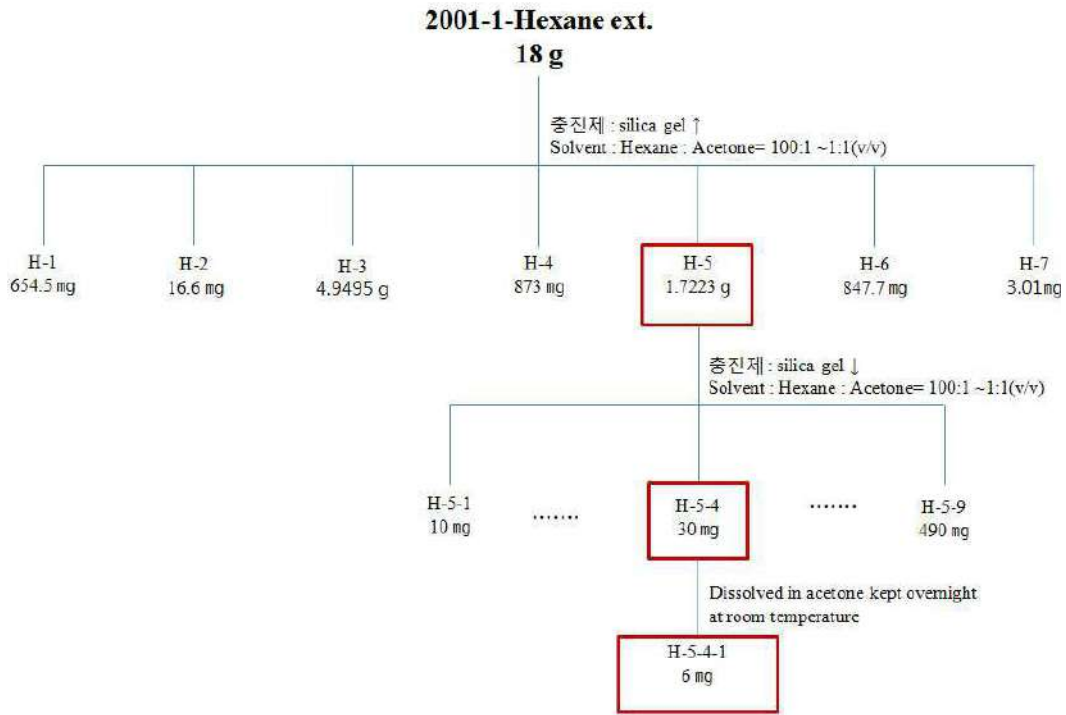 2001-1-Hexane ext.
18 g
충진제 : silica gel ↑
Solvent : Hexane : Acetone= 100:1 ~1:1(v/v)
H-1
654.5 mg
H-2
16.6 mg
H-3
4.9495 g
H-4
873 mg
H-5
1.7223 g
H-6
847.7 mg
H-7
3.01mg
충진제 : silica gel ↓
Solvent : Hexane : Acetone= 100:1 ~1:1(v/v)
H-5-1
10 mg
.......
H-5-4
30 mg
.......
H-5-9
490 mg
Dissolved in acetone kept overnight
at room temperature
H-5-4-1
6 mg